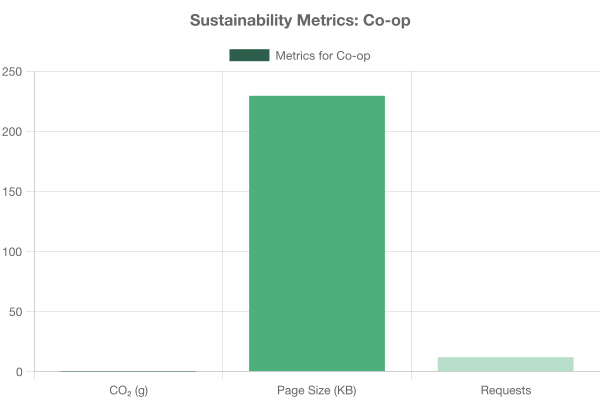 Sustainability Metrics: Co-op
Metrics for Co-op
250
200
150
100
50
0
CO₂ (g)
Page Size (KB)
Requests